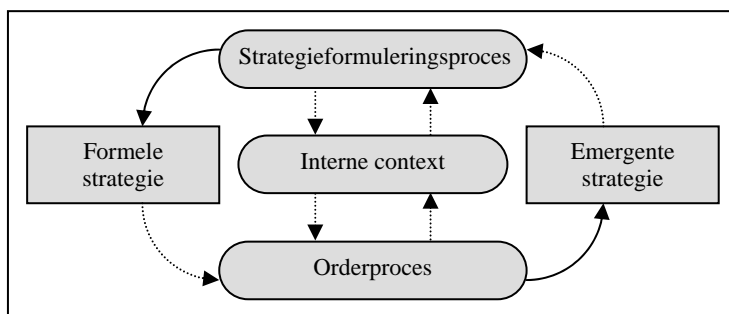 Strategieformuleringsproces
Formele
strategie
Interne context
Emergente
strategie
Orderproces